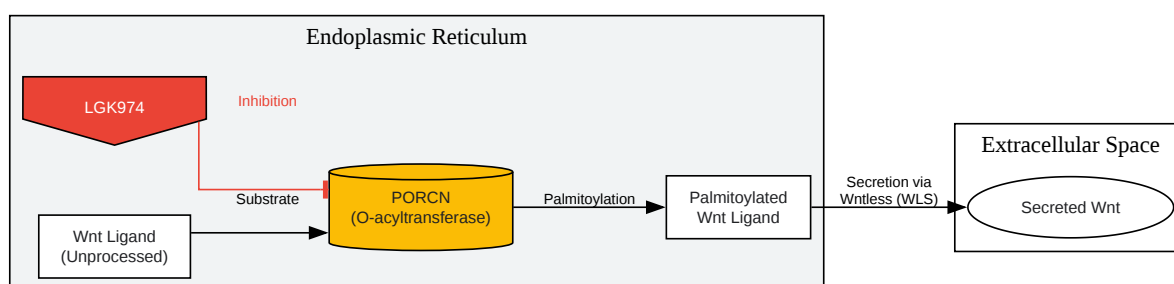 Endoplasmic Reticulum
LGK974
Inhibition
Substrate
Wnt Ligand
(Unprocessed)
PORCN
(O-acyltransferase)
Palmitoylation
Palmitoylated
Wnt Ligand
Secretion via
Wntless (WLS)
Extracellular Space
Secreted Wnt